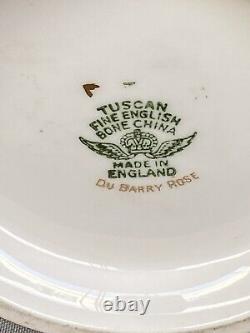 TUSCAN
FINE ENGLISH
BONE CHINA
MADE IN
ENGLAND
DU BARRY ROSE